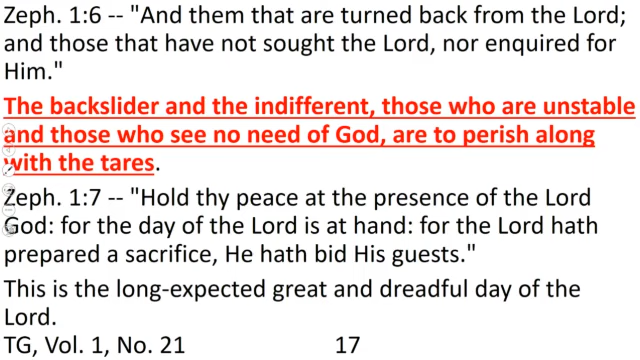 Zeph. 1:6 -- "And them that are turned back from the Lord;
and those that have not sought the Lord, nor enquired for
Him."
The backslider and the indifferent, those who are unstable
and those who see no need of God, are to perish along
with the tares.
Zeph. 1:7 -- "Hold thy peace at the presence of the Lord
God: for the day of the Lord is at hand: for the Lord hath
prepared a sacrifice, He hath bid His guests."
This is the long-expected great and dreadful day of the
Lord.
TG, Vol. 1, No. 21 17